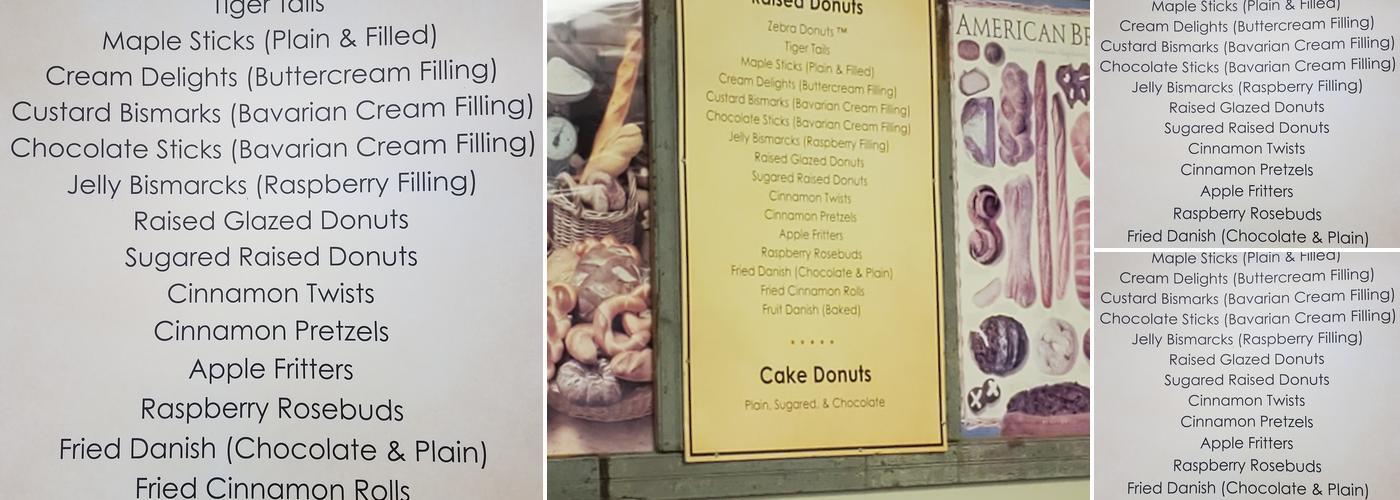 Tiger Tails
Maple Sticks (Plain & Filled)
Cream Delights (Buttercream Filling)
Custard Bismarks (Bavarian Cream Filling)
Chocolate Sticks (Bavarian Cream Filling)
Jelly Bismarcks (Raspberry Filling)
Raised Glazed Donuts
Sugared Raised Donuts
Cinnamon Twists
Cinnamon Pretzels
Apple Fritters
Raspberry Rosebuds
Fried Danish (Chocolate & Plain)
Fried Cinnamon Rolls
Raised Donuts
Zebra Donuts ™
Tiger Tails
Maple Sticks (Plain & Filled)
Cream Delights (Buttercream Filling)
Custard Bismarks (Bavarian Cream Filling)
Chocolate Sticks (Bavarian Cream Filling)
Jelly Bismarcks (Raspberry Filling)
Raised Glazed Donuts
Sugared Raised Donuts
Cinnamon Twists
Cinnamon Pretzels
Apple Fritters
Raspberry Rosebuds
Fried Danish (Chocolate & Plain)
Fried Cinnamon Rolls
Fruit Danish (Baked)
Cake Donuts
Plain, Sugared, & Chocolate
AMERICAN BR
Maple Sticks (Plain & Filled)
Cream Delights (Buttercream Filling)
Custard Bismarks (Bavarian Cream Filling)
Chocolate Sticks (Bavarian Cream Filling)
Jelly Bismarcks (Raspberry Filling)
Raised Glazed Donuts
Sugared Raised Donuts
Cinnamon Twists
Cinnamon Pretzels
Apple Fritters
Raspberry Rosebuds
Fried Danish (Chocolate & Plain)
Maple Sticks (Plain & Filled)
Cream Delights (Buttercream Filling)
Custard Bismarks (Bavarian Cream Filling)
Chocolate Sticks (Bavarian Cream Filling)
Jelly Bismarcks (Raspberry Filling)
Raised Glazed Donuts
Sugared Raised Donuts
Cinnamon Twists
Cinnamon Pretzels
Apple Fritters
Raspberry Rosebuds
Fried Danish (Chocolate & Plain)